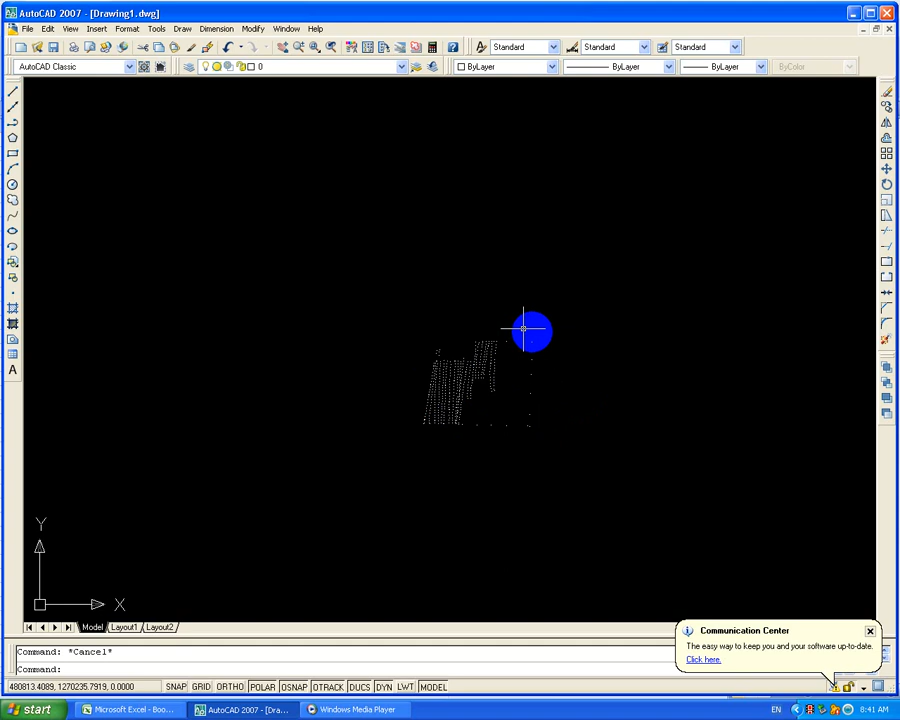 AutoCAD 2007 - [Drawing1.dwg]
File Edit View Insert Format Tools Draw Dimension Modify Window Help
Standard Standard Standard
AutoCAD Classic 0 ByLayer ByLayer ByLayer ByColor
Y
X
Model Layout1 Layout2
Communication Center
The easy way to keep you and your software up-to-date.
Click here.
Command: *Cancel*
Command:
480813.4089, 1270235.7919, 0.0000 SNAP GRID ORTHO POLAR OSNAP OTRACK DUCS DYN LWT MODEL
start Microsoft Excel - Boo... AutoCAD 2007 - [Dra... Windows Media Player EN 8:41 AM